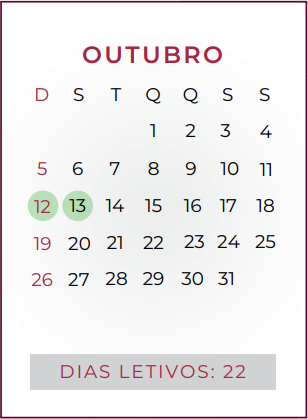 OUTUBRO
D S T Q Q S S
1 2 3 4
5 6 7 8 9 10 11
12 13 14 15 16 17 18
19 20 21 22 23 24 25
26 27 28 29 30 31
DIAS LETIVOS: 22